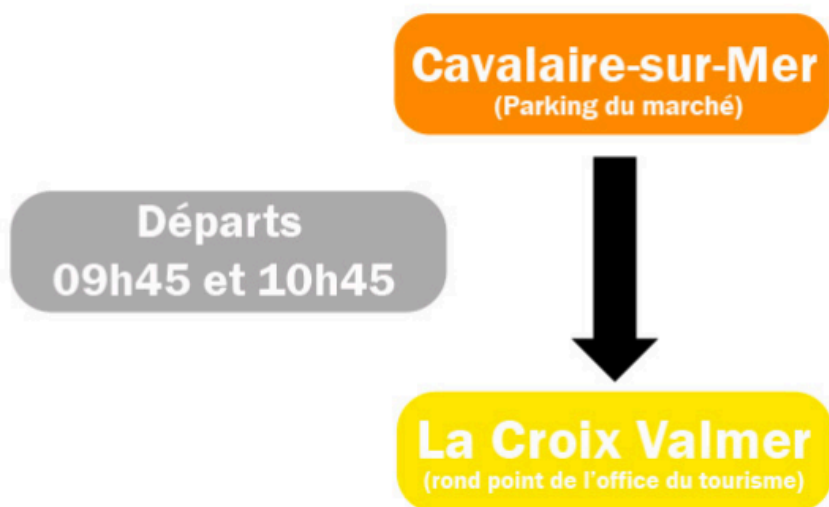 Cavalaire-sur-Mer
(Parking du marché)
Départs
09h45 et 10h45
La Croix Valmer
(rond point de l'office du tourisme)